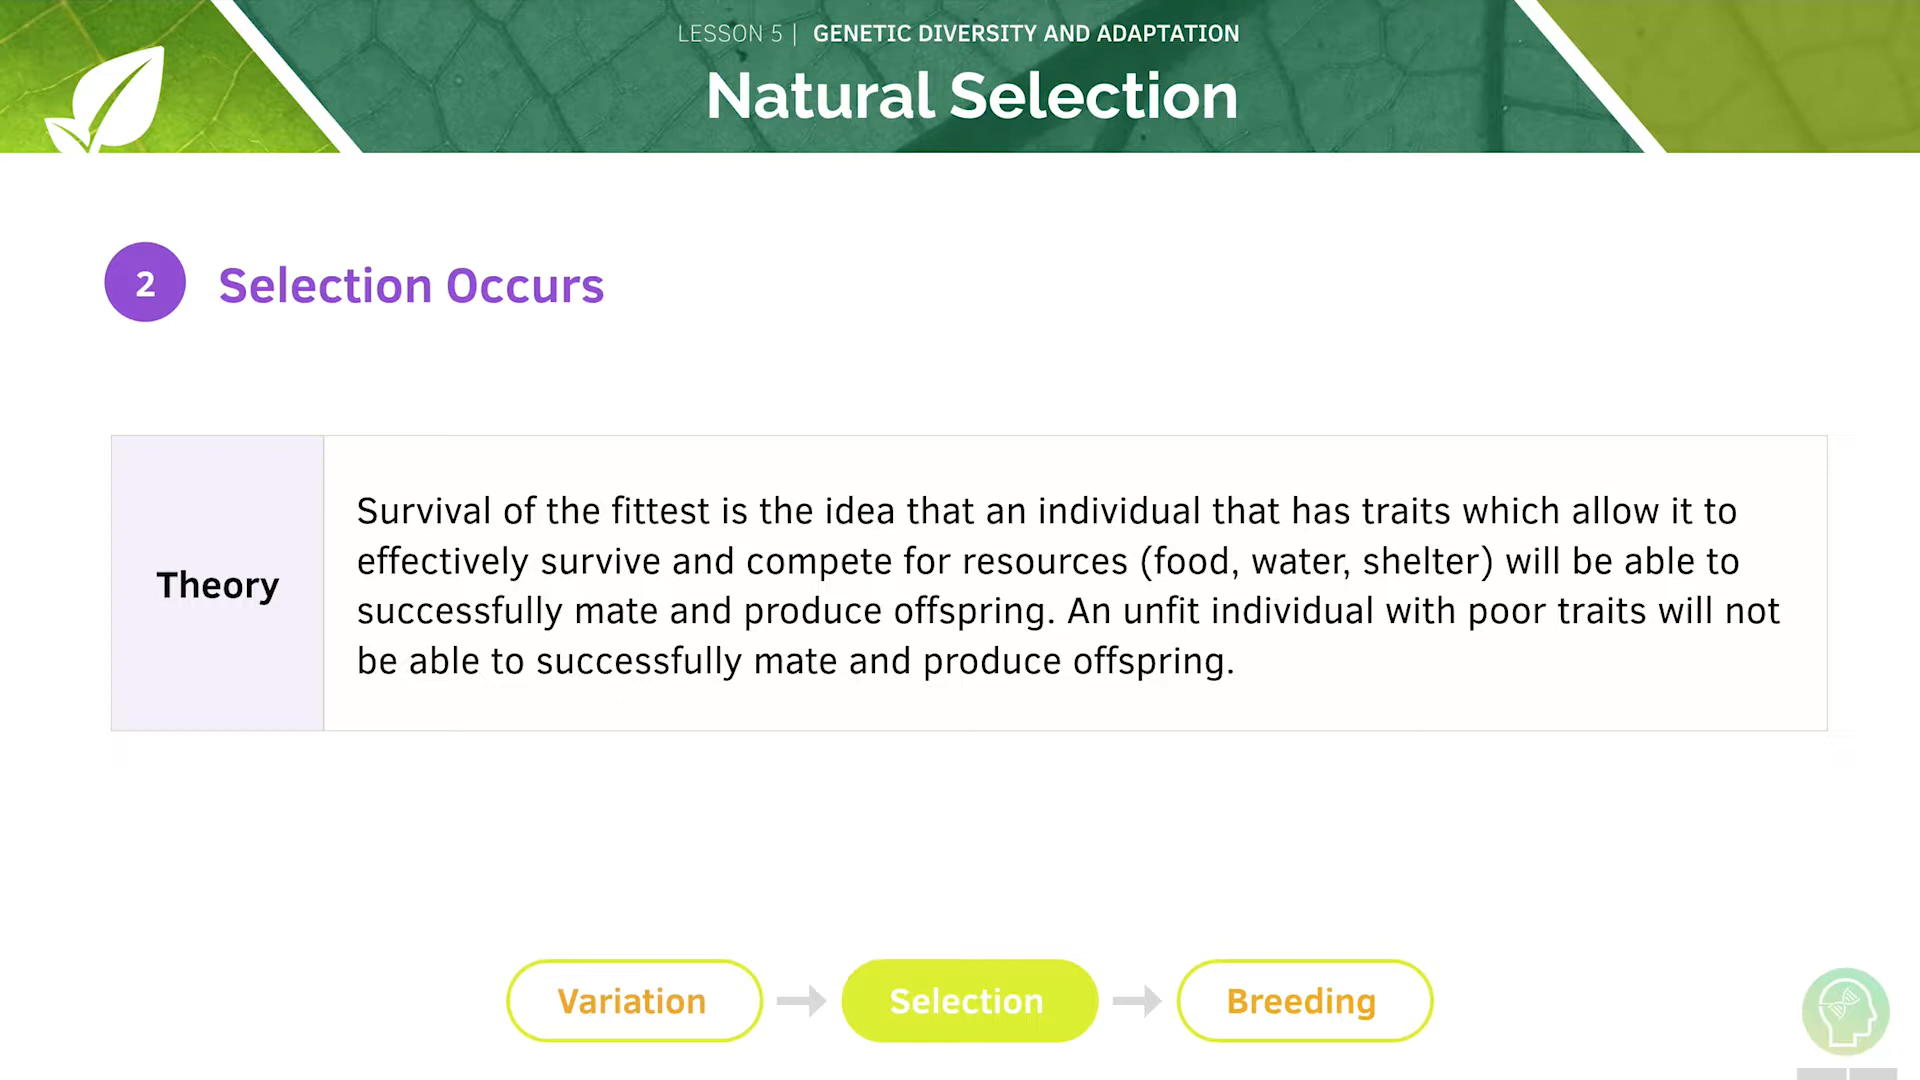 LESSON 5 | GENETIC DIVERSITY AND ADAPTATION
Natural Selection
2 Selection Occurs
Theory
Survival of the fittest is the idea that an individual that has traits which allow it to
effectively survive and compete for resources (food, water, shelter) will be able to
successfully mate and produce offspring. An unfit individual with poor traits will not
be able to successfully mate and produce offspring.
Variation
Selection
Breeding